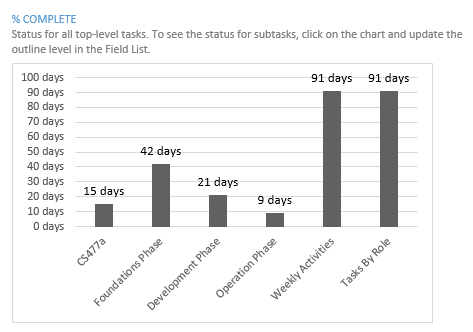 % COMPLETE
Status for all top-level tasks. To see the status for subtasks, click on the chart and update the
outline level in the Field List.
100 days
90 days
80 days
70 days
60 days
50 days
40 days
30 days
20 days
10 days
0 days
15 days
42 days
21 days
9 days
91 days
91 days
CS477a
Foundations Phase
Development Phase
Operation Phase
Weekly Activities
Tasks By Role